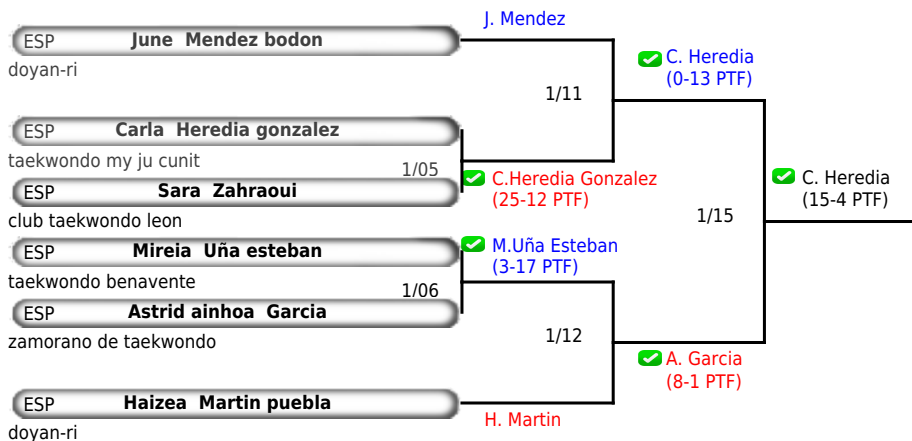 J. Mendez
ESP June Mendez bodon
doyan-ri
C. Heredia
(0-13 PTF)
1/11
ESP Carla Heredia gonzalez
taekwondo my ju cunit
1/05
C.Heredia Gonzalez
(25-12 PTF)
C. Heredia
(15-4 PTF)
ESP Sara Zahraoui
club taekwondo leon
1/15
ESP Mireia Uña esteban
taekwondo benavente
M.Uña Esteban
(3-17 PTF)
1/06
ESP Astrid ainhoa Garcia
zamorano de taekwondo
1/12
A. Garcia
(8-1 PTF)
ESP Haizea Martin puebla
doyan-ri
H. Martin